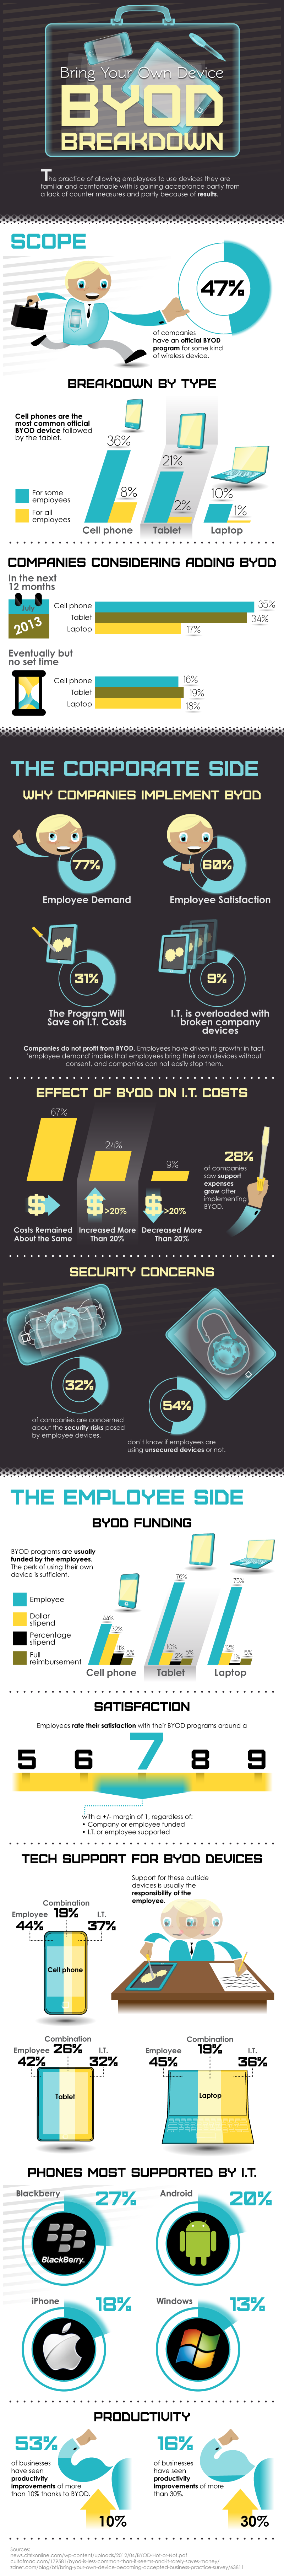 Bring Your Own Device
BYOD
BREAKDOWN
The practice of allowing employees to use devices they are
familiar and comfortable with is gaining acceptance partly from
a lack of counter measures and partly because of results.
SCOPE
47%
of companies
have an official BYOD
program for some kind
of wireless device.
BREAKDOWN BY TYPE
Cell phones are the
most common official
BYOD device followed
by the tablet.
For some
employees
For all
employees
36%
8%
Cell phone
21%
2%
Tablet
10%
1%
Laptop
COMPANIES CONSIDERING ADDING BYOD
In the next
12 months
July
2013
Cell phone 35%
Tablet 34%
Laptop 17%
Eventually but
no set time
Cell phone 16%
Tablet 19%
Laptop 18%
THE CORPORATE SIDE
WHY COMPANIES IMPLEMENT BYOD
77%
Employee Demand
60%
Employee Satisfaction
31%
The Program Will
Save on I.T. Costs
9%
I.T. is overloaded with
broken company
devices
Companies do not profit from BYOD. Employees have driven its growth; in fact,
'employee demand' implies that employees bring their own devices without
consent, and companies can not easily stop them.
EFFECT OF BYOD ON I.T. COSTS
67%
$
Costs Remained
About the Same
24%
$ >20%
Increased More
Than 20%
9%
$ >20%
Decreased More
Than 20%
28%
of companies
saw support
expenses
grow after
implementing
BYOD.
SECURITY CONCERNS
32%
of companies are concerned
about the security risks posed
by employee devices.
54%
don't know if employees are
using unsecured devices or not.
THE EMPLOYEE SIDE
BYOD FUNDING
BYOD programs are usually
funded by the employees.
The perk of using their own
device is sufficient.
Employee
Dollar
stipend
Percentage
stipend
Full
reimbursement
44%
32%
11%
Cell phone
76%
10%
2%
5%
Tablet
75%
12%
1%
5%
Laptop
SATISFACTION
Employees rate their satisfaction with their BYOD programs around a
5 6 7 8 9
with a +/- margin of 1, regardless of:
• Company or employee funded
• I.T. or employee supported
TECH SUPPORT FOR BYOD DEVICES
Support for these outside
devices is usually the
responsibility of the
employee.
Combination
Employee 19% I.T.
44% 37%
Cell phone
Combination
Employee 26% I.T.
42% 32%
Tablet
Combination
Employee 19% I.T.
45% 36%
Laptop
PHONES MOST SUPPORTED BY I.T.
Blackberry 27%
BlackBerry.
Android 20%
iPhone 18%
Windows 13%
PRODUCTIVITY
53%
of businesses
have seen
productivity
improvements of more
than 10% thanks to BYOD.
10%
16%
of businesses
have seen
productivity
improvements of more
than 30%.
30%
Sources: